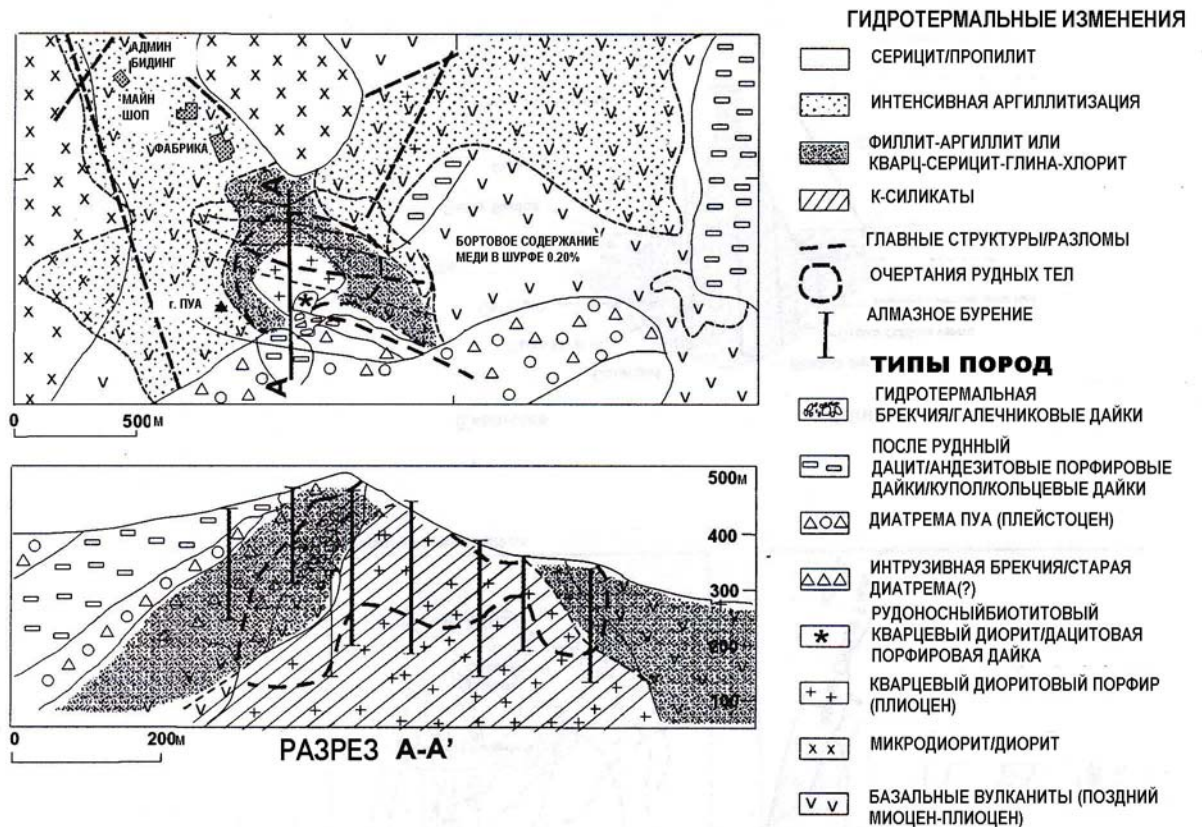 АДМИН
БИДИНГ
МАЙН
ШОП
ФАБРИКА
А
БОРТОВОЕ СОДЕРЖАНИЕ
МЕДИ В ШУРФЕ 0.20%
г. ПУА
А
0 500м
500м
400
300
200
100
0 200м
РАЗРЕЗ А-А'
ГИДРОТЕРМАЛЬНЫЕ ИЗМЕНЕНИЯ
СЕРИЦИТ/ПРОПИЛИТ
ИНТЕНСИВНАЯ АРГИЛЛИТИЗАЦИЯ
ФИЛЛИТ-АРГИЛЛИТ ИЛИ
КВАРЦ-СЕРИЦИТ-ГЛИНА-ХЛОРИТ
К-СИЛИКАТЫ
ГЛАВНЫЕ СТРУКТУРЫ/РАЗЛОМЫ
ОЧЕРТАНИЯ РУДНЫХ ТЕЛ
АЛМАЗНОЕ БУРЕНИЕ
ТИПЫ ПОРОД
ГИДРОТЕРМАЛЬНАЯ
БРЕКЧИЯ/ГАЛЕЧНИКОВЫЕ ДАЙКИ
ПОСЛЕ РУДННЫЙ
ДАЦИТ/АНДЕЗИТОВЫЕ ПОРФИРОВЫЕ
ДАЙКИ/КУПОЛ/КОЛЬЦЕВЫЕ ДАЙКИ
ДИАТРЕМА ПУА (ПЛЕЙСТОЦЕН)
ИНТРУЗИВНАЯ БРЕКЧИЯ/СТАРАЯ
ДИАТРЕМА(?)
РУДОНОСНЫЙБИОТИТОВЫЙ
КВАРЦЕВЫЙ ДИОРИТ/ДАЦИТОВАЯ
ПОРФИРОВАЯ ДАЙКА
КВАРЦЕВЫЙ ДИОРИТОВЫЙ ПОРФИР
(ПЛИОЦЕН)
МИКРОДИОРИТ/ДИОРИТ
БАЗАЛЬНЫЕ ВУЛКАНИТЫ (ПОЗДНИЙ
МИОЦЕН-ПЛИОЦЕН)